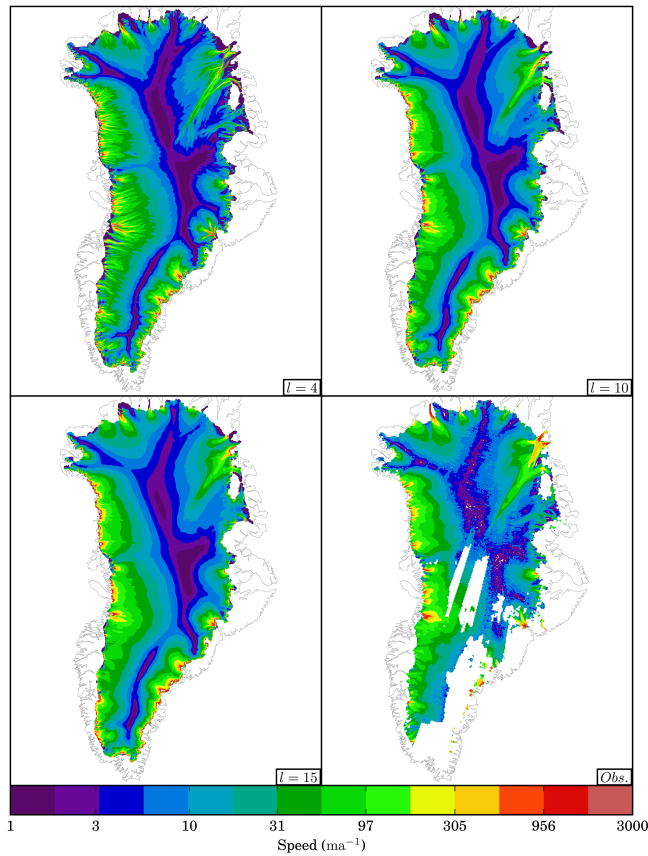 l = 4
l = 10
l = 15
Obs.
1 3 10 31 97 305 956 3000
Speed (ma⁻¹)